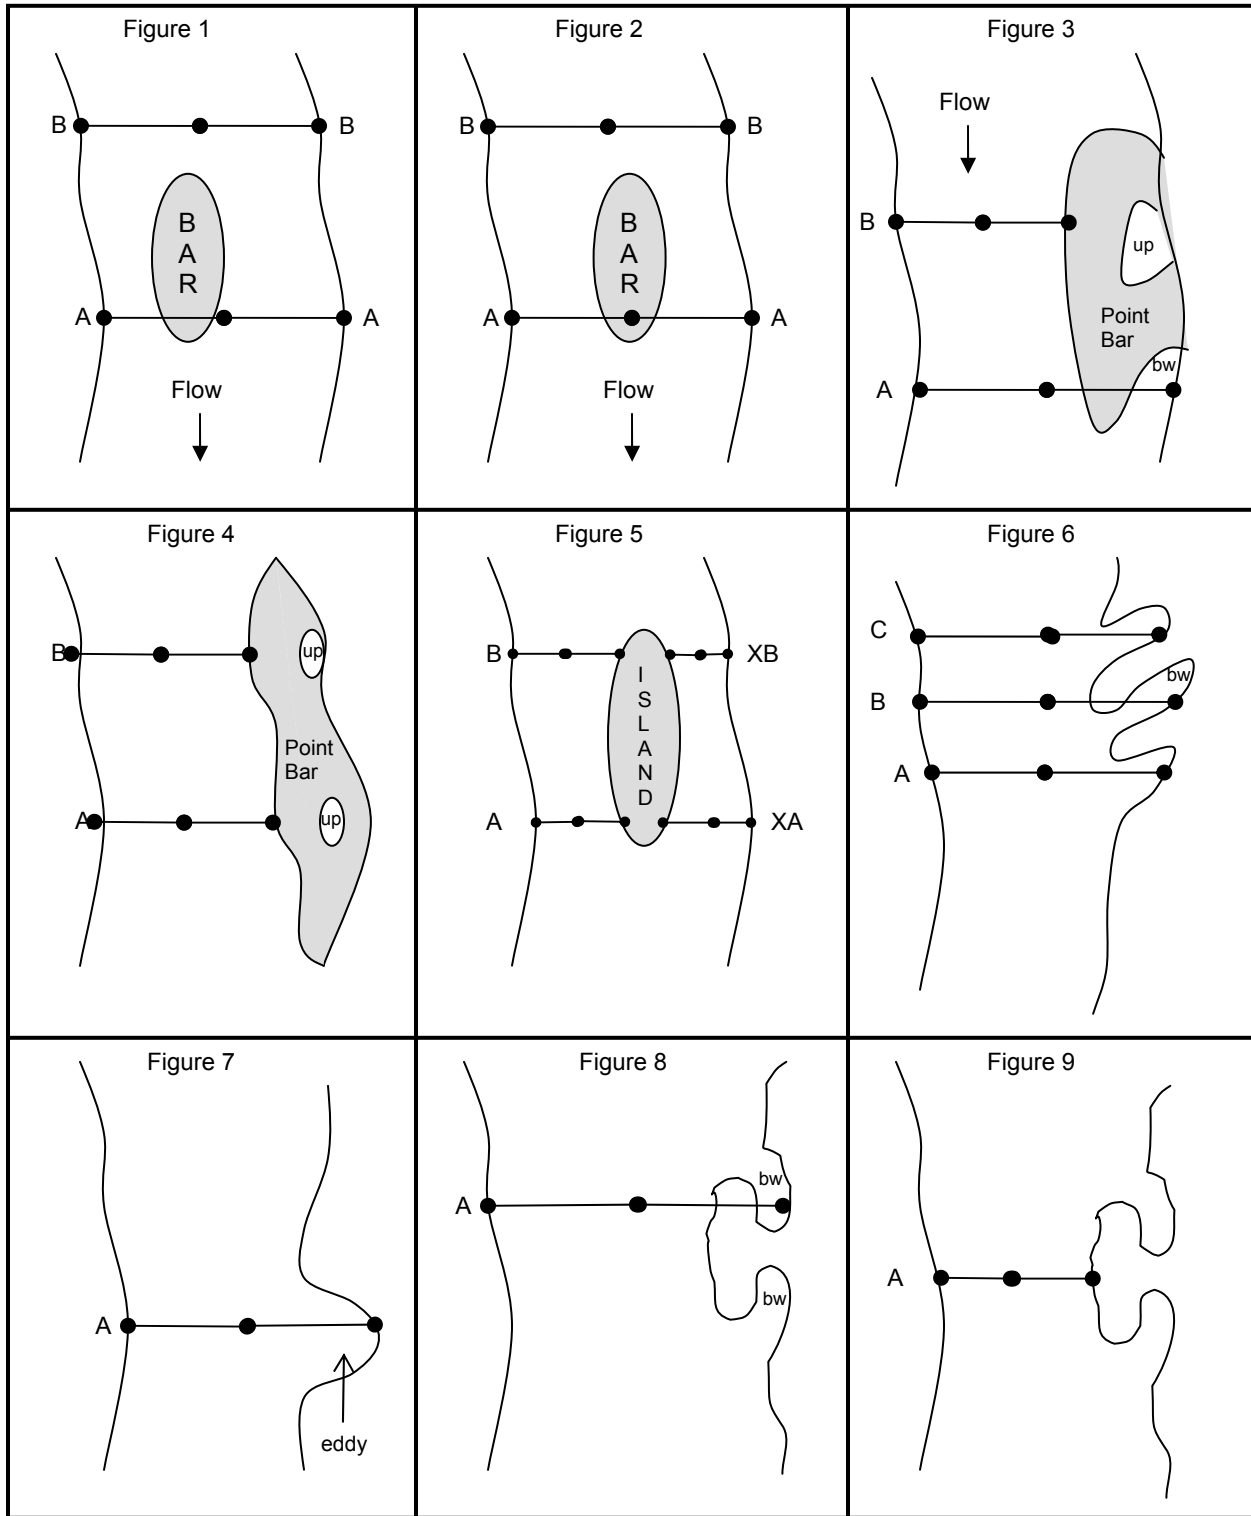 Figure 1
B
B
B
A
R
A
A
Flow
Figure 2
B
B
B
A
R
A
A
Flow
Figure 3
Flow
B
up
Point
Bar
bw
A
Figure 4
B
up
Point
Bar
A
up
Figure 5
B
XB
I
S
L
A
N
D
A
XA
Figure 6
C
bw
B
A
Figure 7
A
eddy
Figure 8
bw
A
bw
Figure 9
A